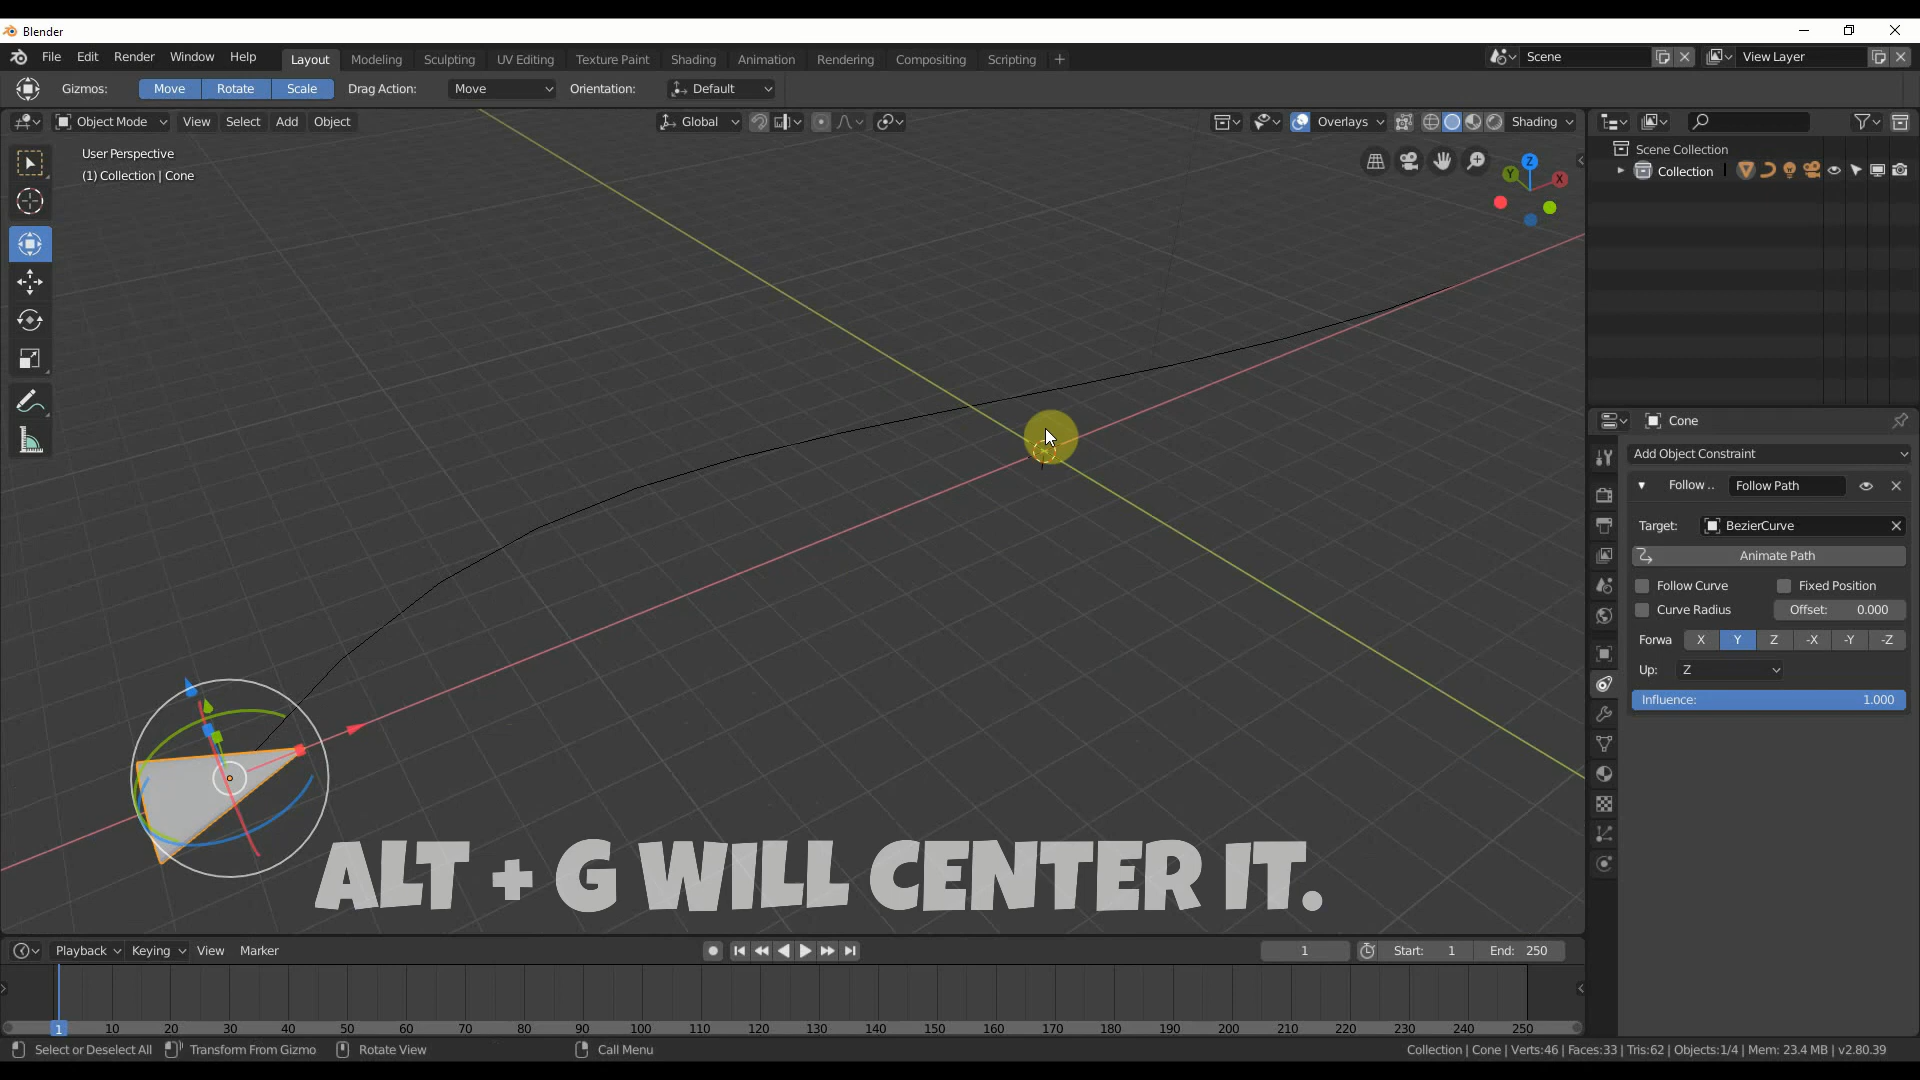 Blender
File Edit Render Window Help Layout Modeling Sculpting UV Editing Texture Paint Shading Animation Rendering Compositing Scripting + Scene View Layer
Gizmos: Move Rotate Scale Drag Action: Move Orientation: Default
Object Mode View Select Add Object Global Overlays Shading
User Perspective
(1) Collection | Cone
Z
Y
X
Scene Collection
Collection
Cone
Add Object Constraint
Follow .. Follow Path
Target: BezierCurve
Animate Path
Follow Curve Fixed Position
Curve Radius Offset: 0.000
Forwa X Y Z -X -Y -Z
Up: Z
Influence: 1.000
ALT + G WILL CENTER IT.
Playback Keying View Marker 1 Start: 1 End: 250
1 10 20 30 40 50 60 70 80 90 100 110 120 130 140 150 160 170 180 190 200 210 220 230 240 250
Select or Deselect All Transform From Gizmo Rotate View Call Menu Collection | Cone | Verts:46 | Faces:33 | Tris:62 | Objects:1/4 | Mem: 23.4 MB | v2.80.39